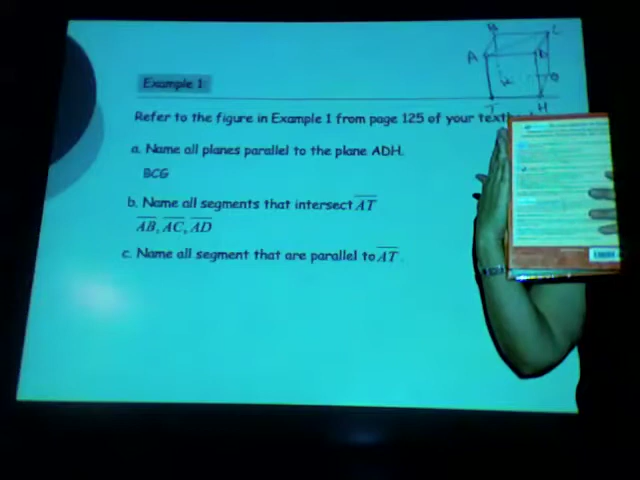 B C
A D
G
T H
Example 1:
Refer to the figure in Example 1 from page 125 of your
a. Name all planes parallel to the plane ADH.
BCG
b. Name all segments that intersect AT
AB, AC, AD
c. Name all segment that are parallel to AT.